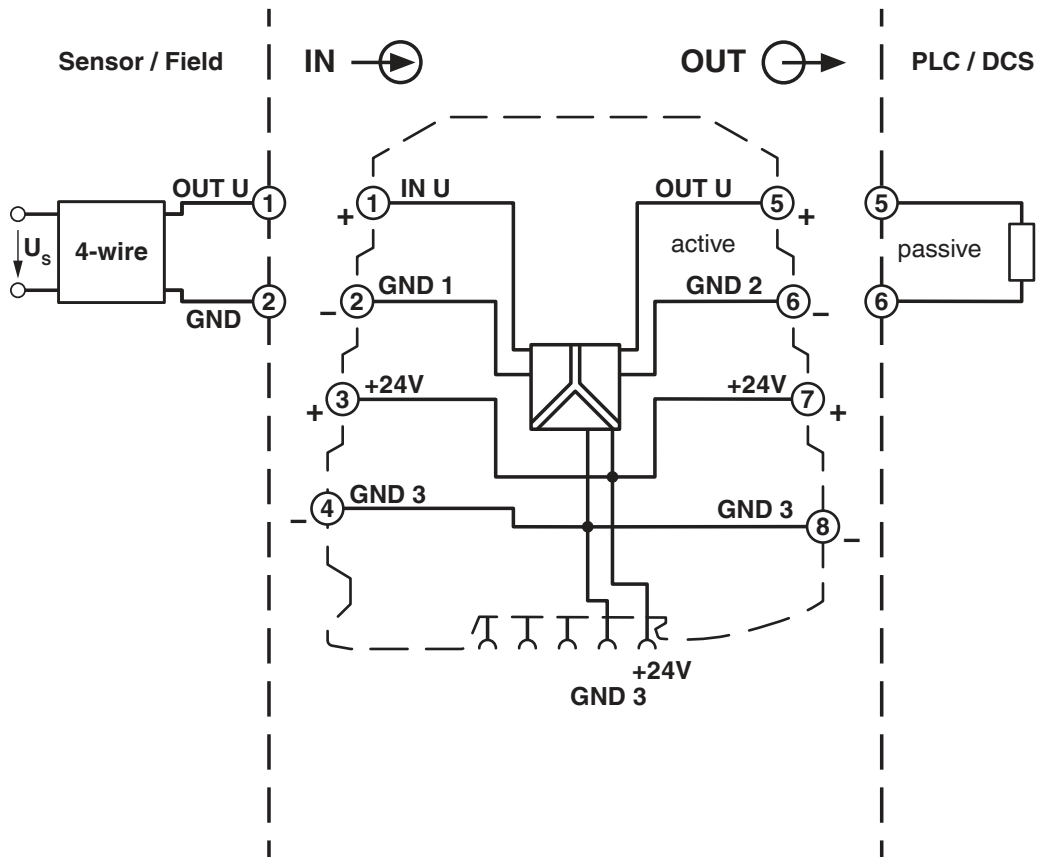 Sensor / Field
IN
OUT
PLC / DCS
OUT U
1
1
IN U
OUT U
5
5
+
+
U_s
4-wire
active
passive
2
GND
2
GND 1
GND 2
6
6
−
−
3
+24V
+24V
7
+
+
4
GND 3
GND 3
8
−
−
+24V
GND 3